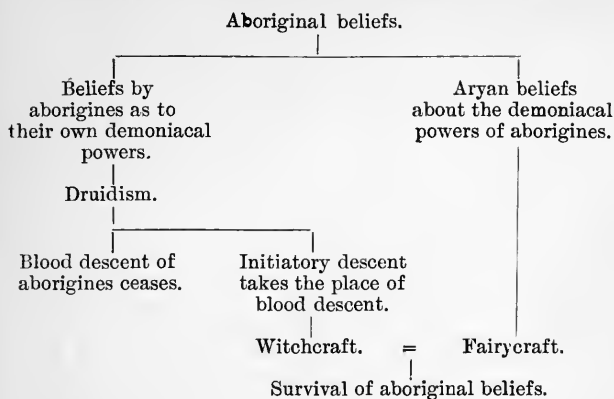 Aboriginal beliefs.
Beliefs by
aborigines as to
their own demoniacal
powers.
Aryan beliefs
about the demoniacal
powers of aborigines.
Druidism.
Blood descent of
aborigines ceases.
Initiatory descent
takes the place of
blood descent.
Witchcraft. = Fairycraft.
Survival of aboriginal beliefs.